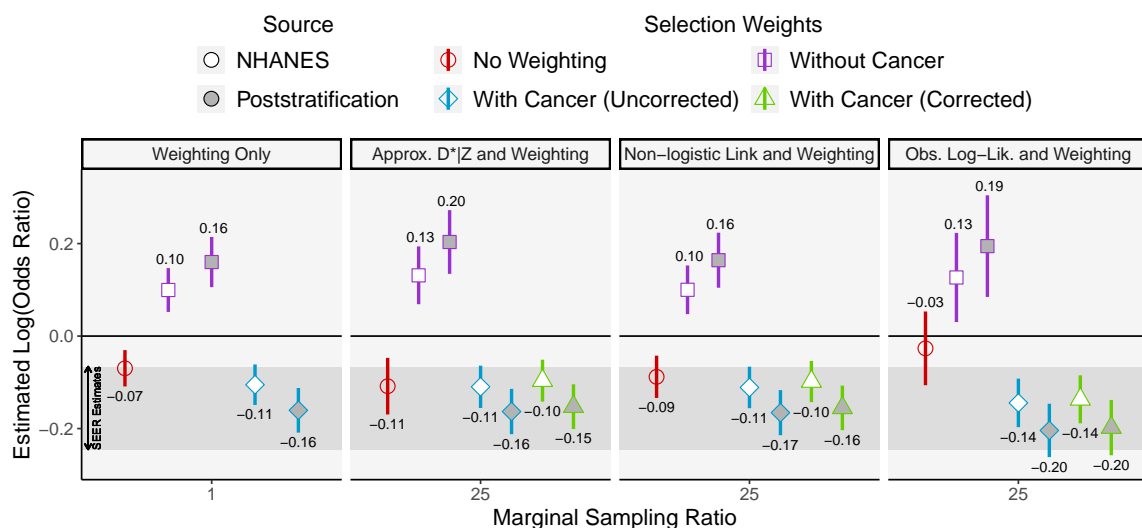 Source
Selection Weights
NHANES
No Weighting
Without Cancer
Poststratification
With Cancer (Uncorrected)
With Cancer (Corrected)
Weighting Only
Approx. D*|Z and Weighting
Non−logistic Link and Weighting
Obs. Log−Lik. and Weighting
Estimated Log(Odds Ratio)
0.2
0.0
−0.2
SEER Estimates
−0.07
0.10
0.16
−0.11
−0.16
−0.11
0.13
0.20
−0.11
−0.16
−0.10
−0.15
−0.09
0.10
0.16
−0.11
−0.17
−0.10
−0.16
−0.03
0.13
0.19
−0.14
−0.20
−0.14
−0.20
1
25
25
25
Marginal Sampling Ratio